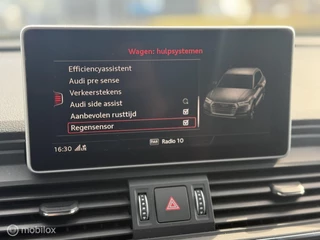 Wagen: hulpsystemen
Efficiencyassistent
Audi pre sense
Verkeerstekens
Audi side assist
Aanbevolen rusttijd
Regensensor
16:30
Radio 10
mobilox